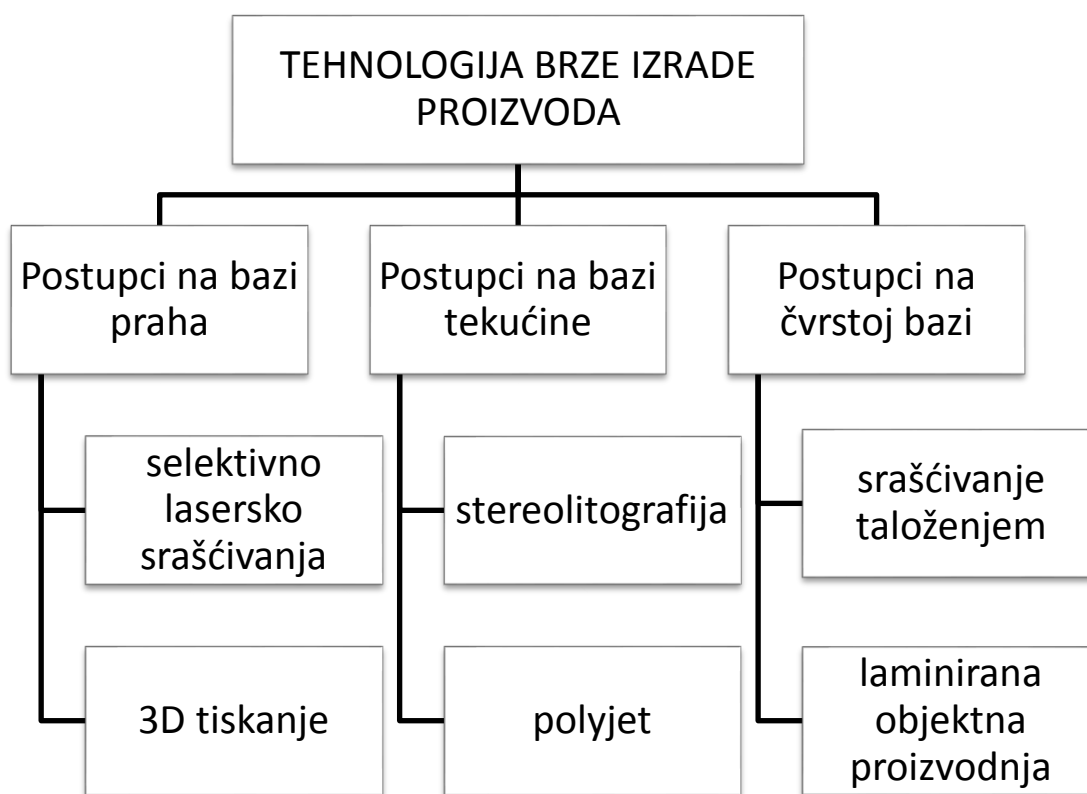 TEHNOLOGIJA BRZE IZRADE
PROIZVODA
Postupci na bazi
praha
Postupci na bazi
tekućine
Postupci na
čvrstoj bazi
selektivno
lasersko
srašćivanja
stereolitografija
srašćivanje
taloženjem
3D tiskanje
polyjet
laminirana
objektna
proizvodnja